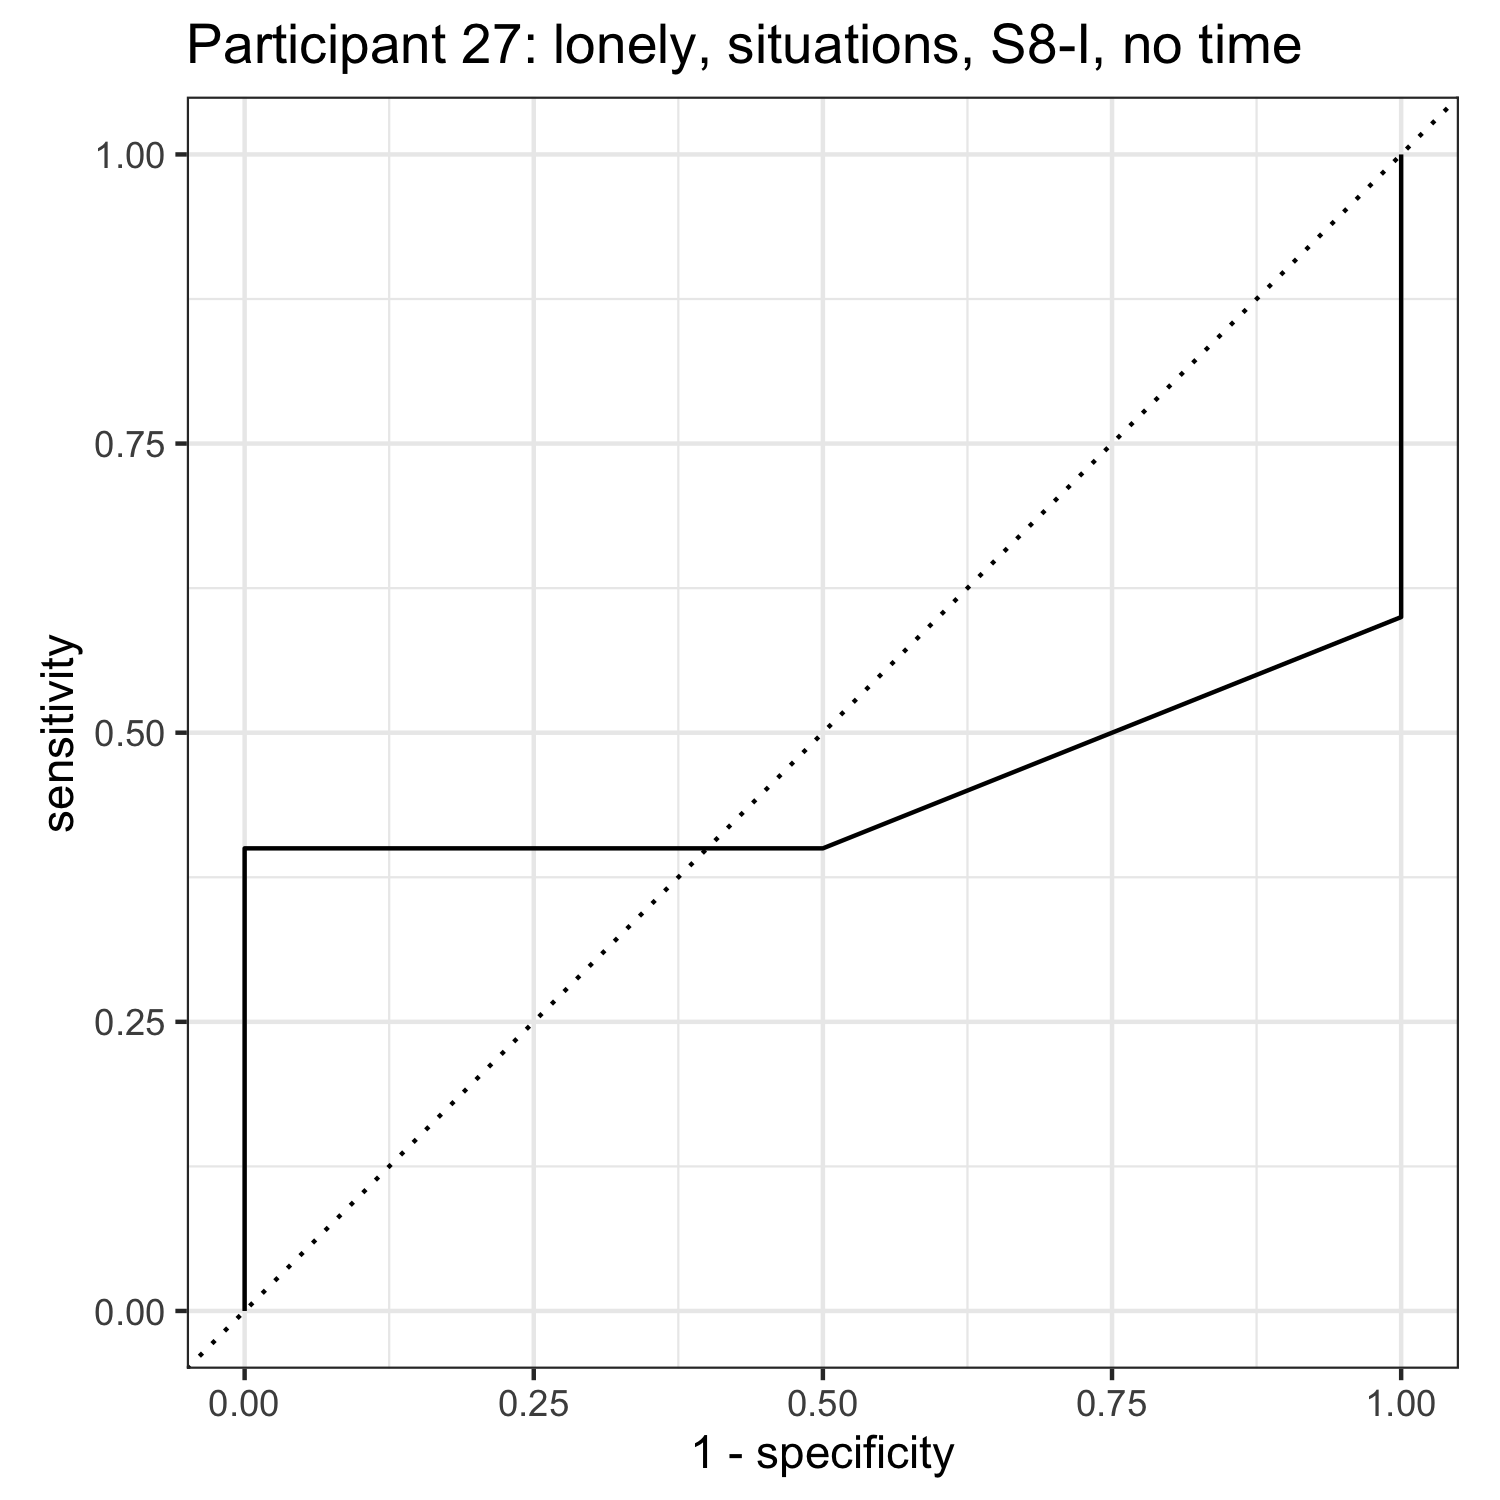 Participant 27: lonely, situations, S8-I, no time
1.00
0.75
0.50
0.25
0.00
sensitivity
0.00 0.25 0.50 0.75 1.00
1 - specificity